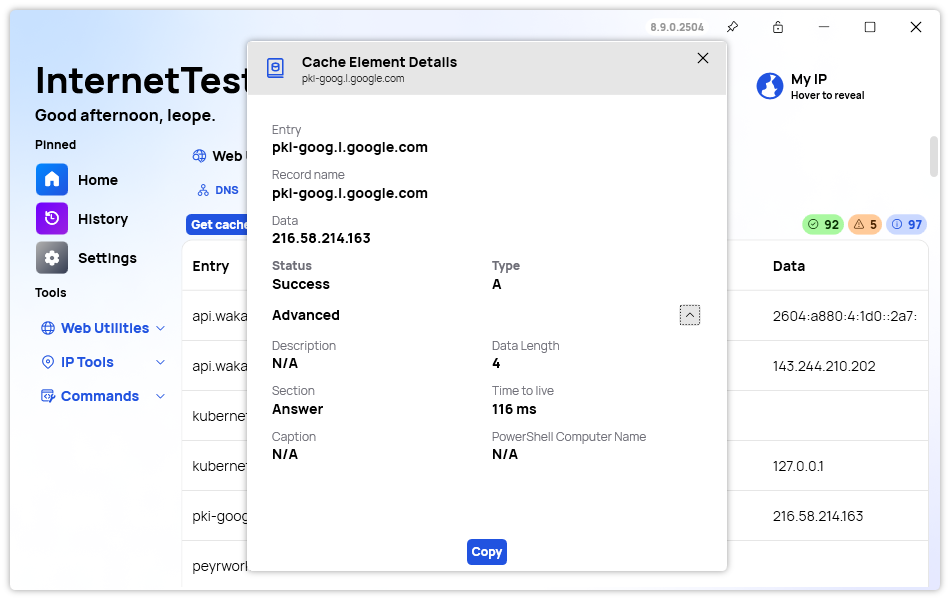 8.9.0.2504
InternetTest
Good afternoon, leope.
My IP
Hover to reveal
Pinned
Home
History
Settings
Tools
Web Utilities
IP Tools
Commands
Web
DNS
Get cache
92
5
97
Entry
Data
api.waka
2604:a880:4:1d0::2a7:
api.waka
143.244.210.202
kubernet
kubernet
127.0.0.1
pki-goog
216.58.214.163
peyrwork
Cache Element Details
pki-goog.l.google.com
Entry
pki-goog.l.google.com
Record name
pki-goog.l.google.com
Data
216.58.214.163
Status
Type
Success
A
Advanced
Description
Data Length
N/A
4
Section
Time to live
Answer
116 ms
Caption
PowerShell Computer Name
N/A
N/A
Copy